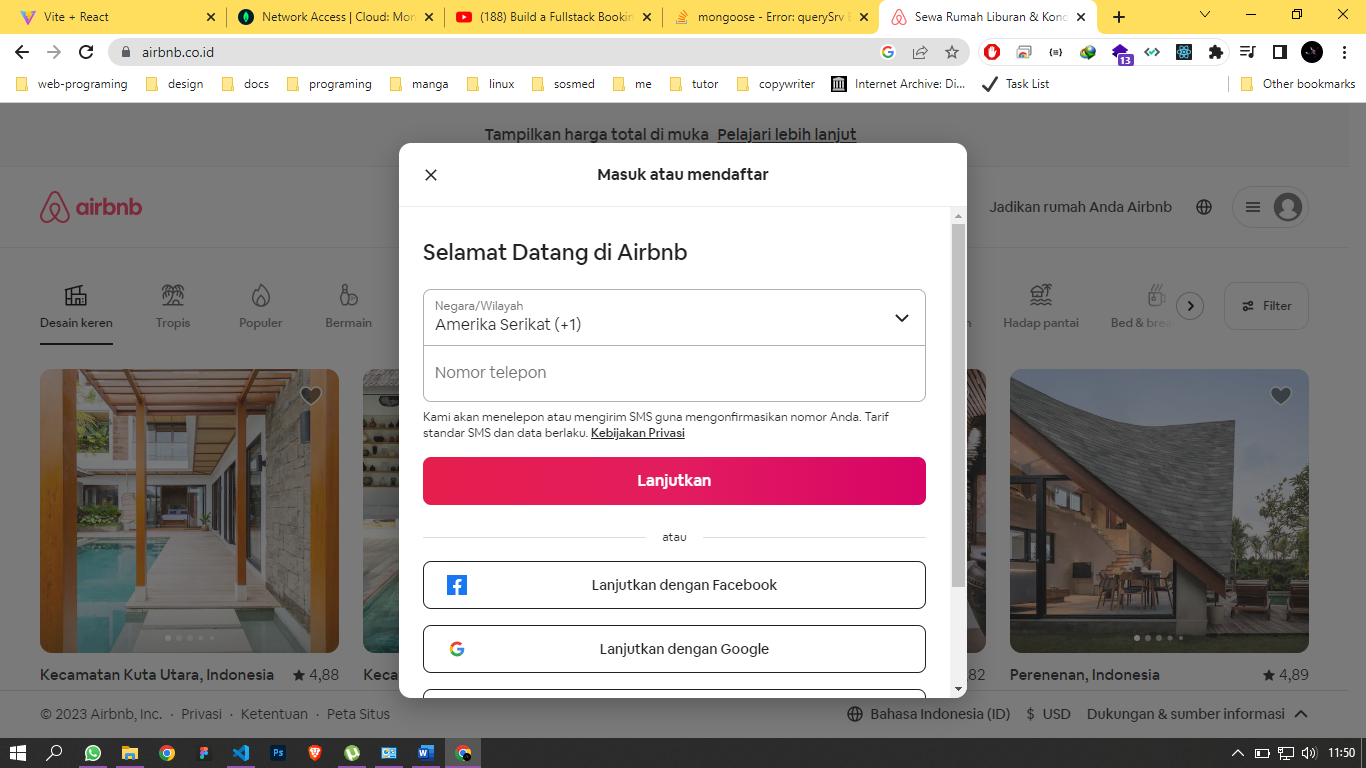 Vite + React
Network Access | Cloud: Mon
(188) Build a Fullstack Bookin
mongoose - Error: querySrv E
Sewa Rumah Liburan & Kond
airbnb.co.id
13
web-programing
design
docs
programing
manga
linux
sosmed
me
tutor
copywriter
Internet Archive: Di...
Task List
Other bookmarks
Tampilkan harga total di muka Pelajari lebih lanjut
Masuk atau mendaftar
airbnb
Jadikan rumah Anda Airbnb
Selamat Datang di Airbnb
Desain keren
Tropis
Populer
Bermain
Hadap pantai
Bed & brea
Filter
Negara/Wilayah
Amerika Serikat (+1)
Nomor telepon
Kami akan menelepon atau mengirim SMS guna mengonfirmasikan nomor Anda. Tarif
standar SMS dan data berlaku. Kebijakan Privasi
Lanjutkan
atau
Lanjutkan dengan Facebook
Lanjutkan dengan Google
Kecamatan Kuta Utara, Indonesia
4,88
Keca
82
Perenenan, Indonesia
4,89
© 2023 Airbnb, Inc. · Privasi · Ketentuan · Peta Situs
Bahasa Indonesia (ID)
$ USD
Dukungan & sumber informasi
11:50